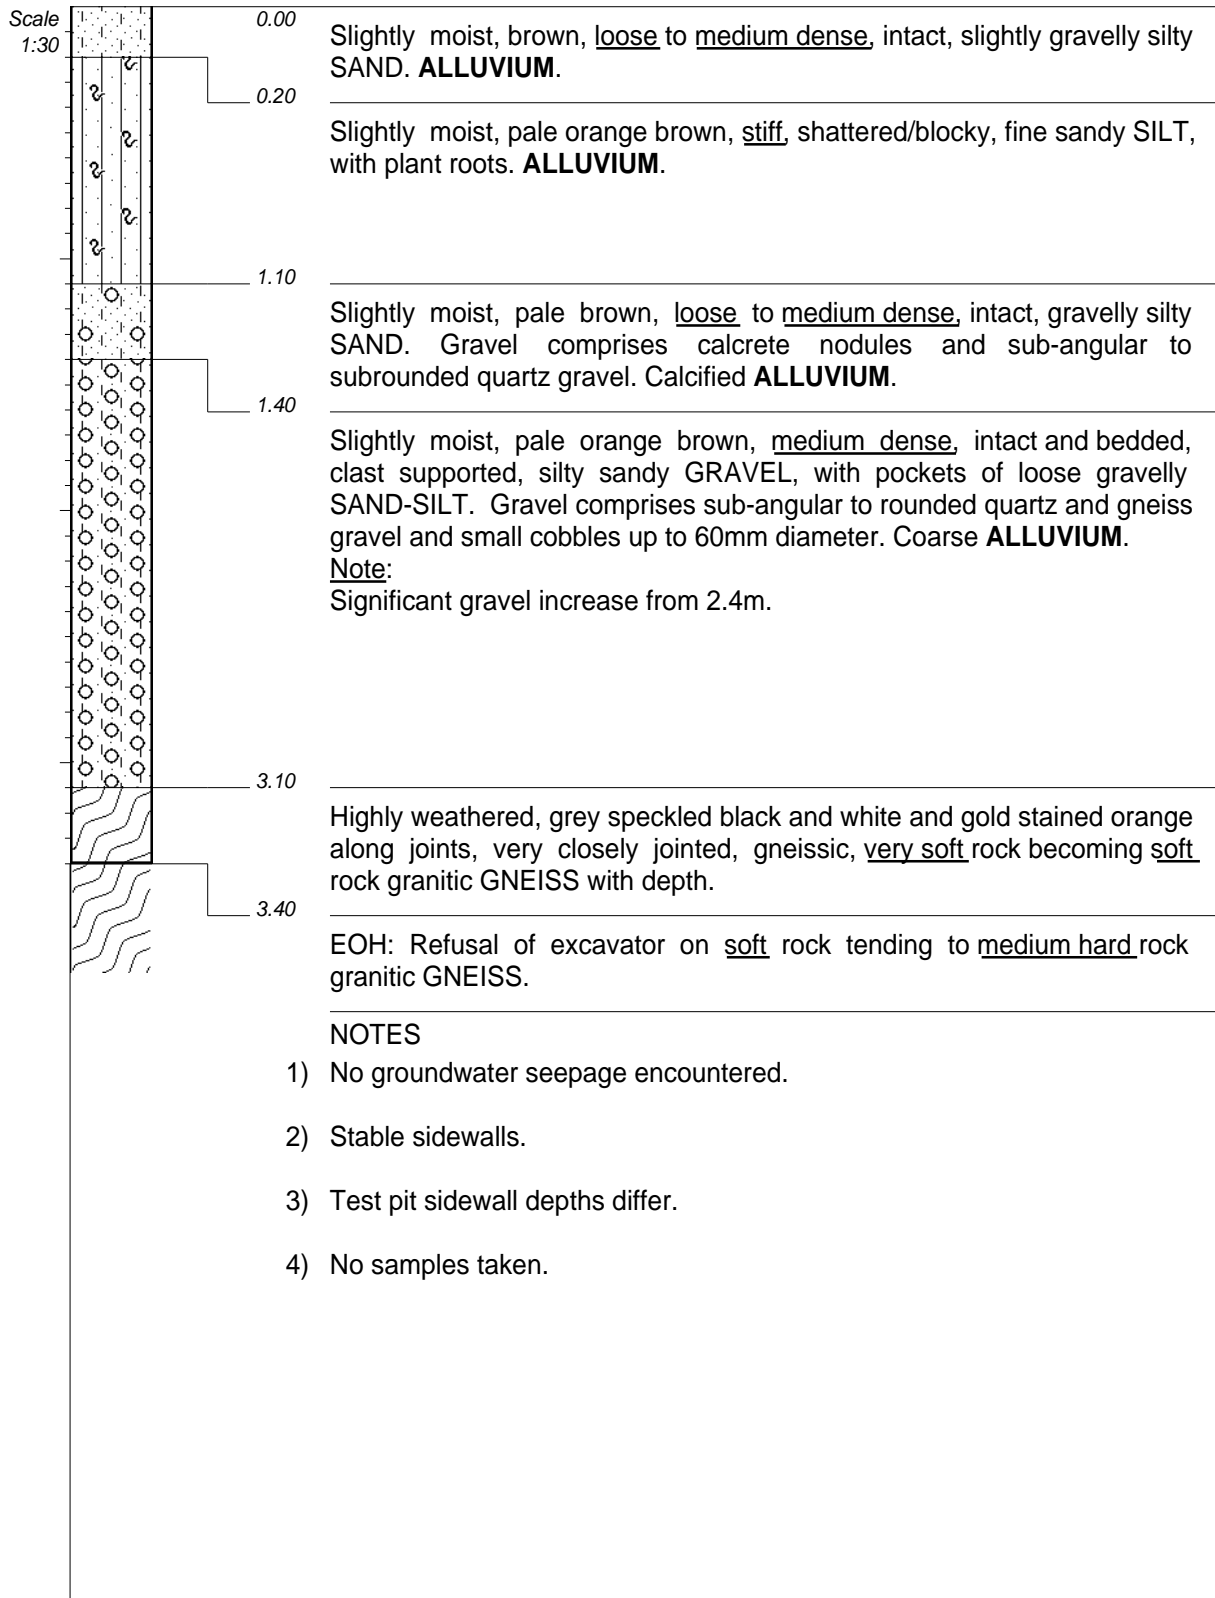 Scale
1:30
0.00
Slightly moist, brown, loose to medium dense, intact, slightly gravelly silty
SAND. ALLUVIUM.
0.20
Slightly moist, pale orange brown, stiff, shattered/blocky, fine sandy SILT,
with plant roots. ALLUVIUM.
1.10
Slightly moist, pale brown, loose to medium dense, intact, gravelly silty
SAND. Gravel comprises calcrete nodules and sub-angular to
subrounded quartz gravel. Calcified ALLUVIUM.
1.40
Slightly moist, pale orange brown, medium dense, intact and bedded,
clast supported, silty sandy GRAVEL, with pockets of loose gravelly
SAND-SILT. Gravel comprises sub-angular to rounded quartz and gneiss
gravel and small cobbles up to 60mm diameter. Coarse ALLUVIUM.
Note:
Significant gravel increase from 2.4m.
3.10
Highly weathered, grey speckled black and white and gold stained orange
along joints, very closely jointed, gneissic, very soft rock becoming soft
rock granitic GNEISS with depth.
3.40
EOH: Refusal of excavator on soft rock tending to medium hard rock
granitic GNEISS.
NOTES
1) No groundwater seepage encountered.
2) Stable sidewalls.
3) Test pit sidewall depths differ.
4) No samples taken.